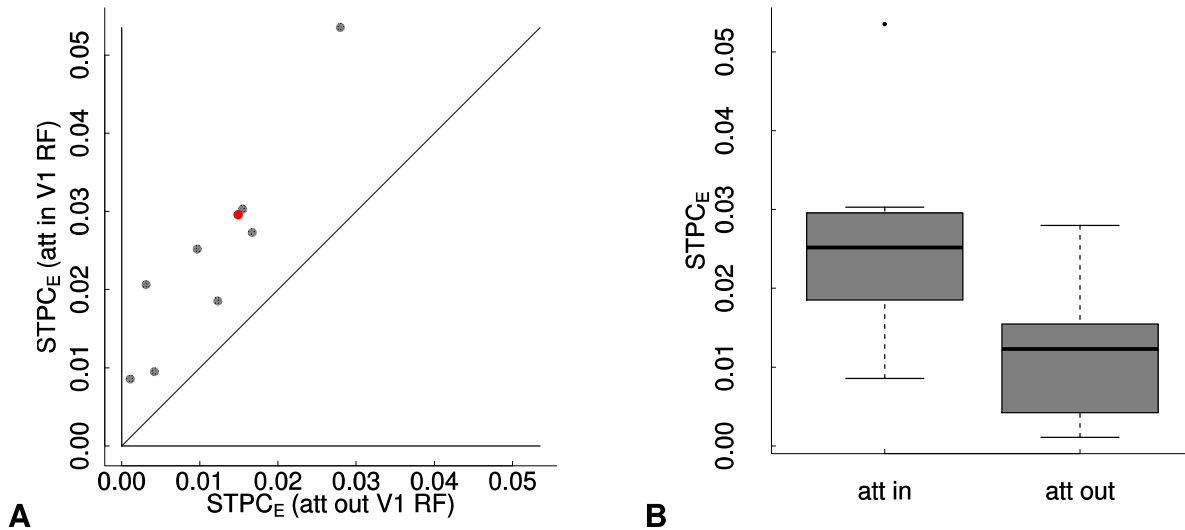 0.05
0.04
0.03
0.02
0.01
0.00
STPC_E (att in V1 RF)
0.00 0.01 0.02 0.03 0.04 0.05
STPC_E (att out V1 RF)
A
0.05
0.04
0.03
0.02
0.01
0.00
STPC_E
att in att out
B